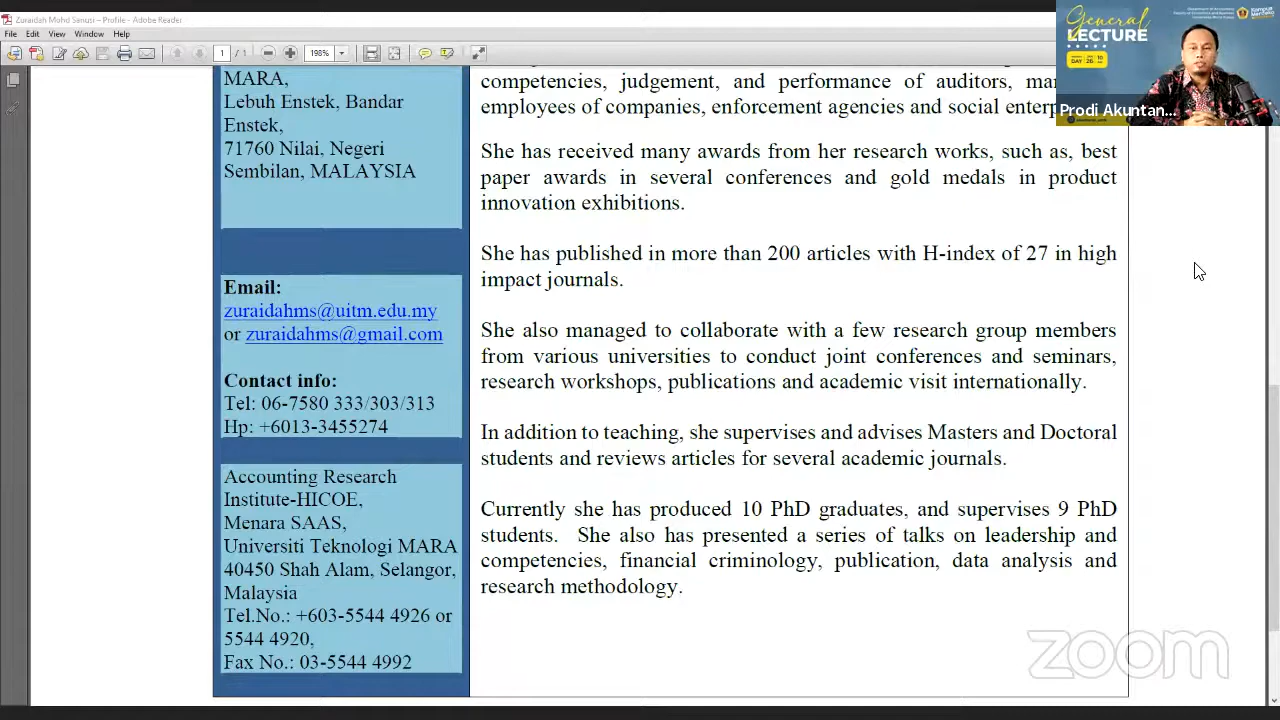 Zuraidah Mohd Sanusi – Profile - Adobe Reader
File Edit View Window Help
1 / 1
198%
MARA,
Lebuh Enstek, Bandar
Enstek,
71760 Nilai, Negeri
Sembilan, MALAYSIA
Email:
zuraidahms@uitm.edu.my
or zuraidahms@gmail.com
Contact info:
Tel: 06-7580 333/303/313
Hp: +6013-3455274
Accounting Research
Institute-HICOE,
Menara SAAS,
Universiti Teknologi MARA
40450 Shah Alam, Selangor,
Malaysia
Tel.No.: +603-5544 4926 or
5544 4920,
Fax No.: 03-5544 4992
competencies, judgement, and performance of auditors, ma
employees of companies, enforcement agencies and social enterp
She has received many awards from her research works, such as, best
paper awards in several conferences and gold medals in product
innovation exhibitions.
She has published in more than 200 articles with H-index of 27 in high
impact journals.
She also managed to collaborate with a few research group members
from various universities to conduct joint conferences and seminars,
research workshops, publications and academic visit internationally.
In addition to teaching, she supervises and advises Masters and Doctoral
students and reviews articles for several academic journals.
Currently she has produced 10 PhD graduates, and supervises 9 PhD
students. She also has presented a series of talks on leadership and
competencies, financial criminology, publication, data analysis and
research methodology.
General
LECTURE
Prodi Akuntan...
zoom